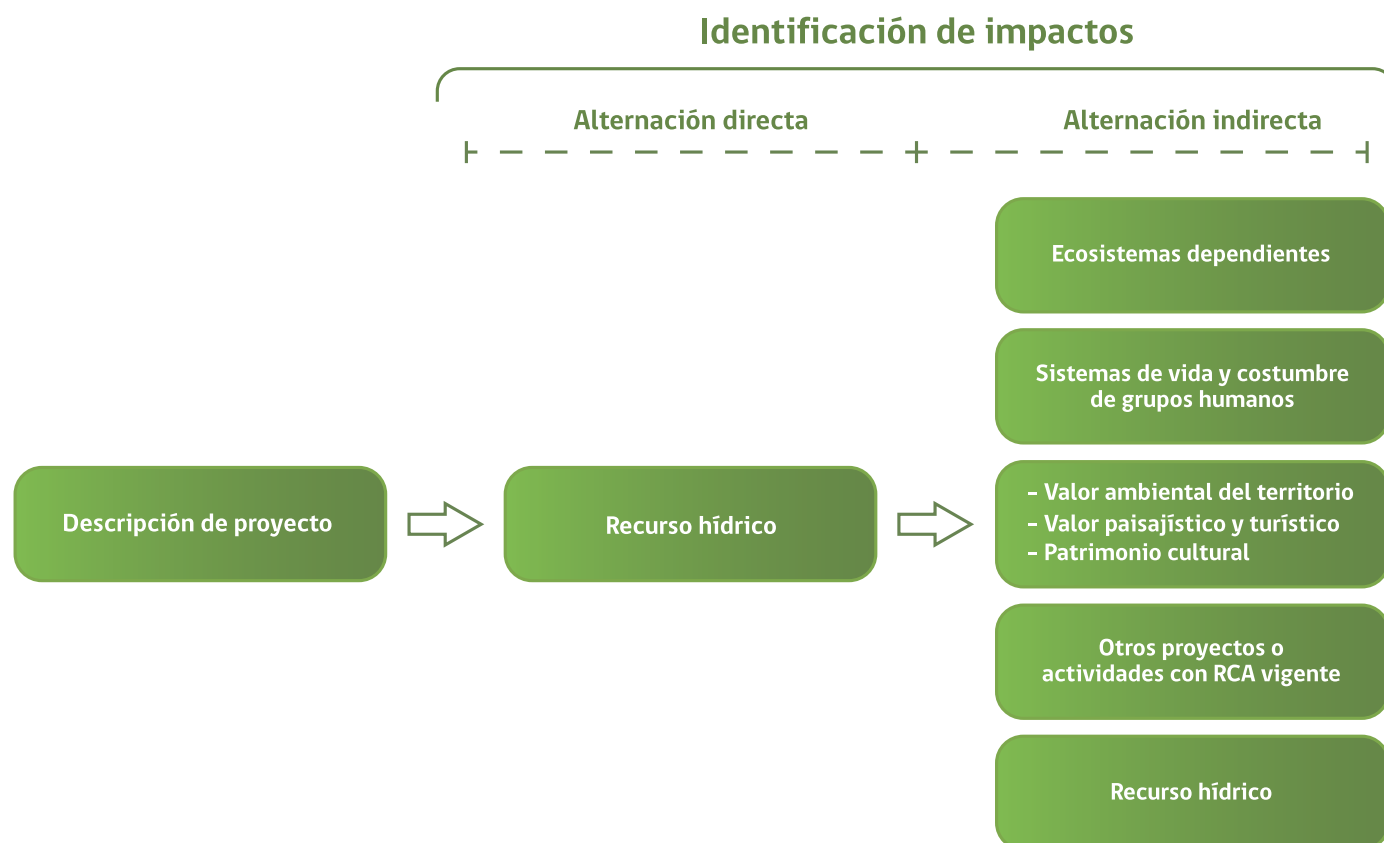 Identificación de impactos
Alternación directa
Alternación indirecta
Ecosistemas dependientes
Sistemas de vida y costumbre
de grupos humanos
Descripción de proyecto
Recurso hídrico
– Valor ambiental del territorio
– Valor paisajístico y turístico
– Patrimonio cultural
Otros proyectos o
actividades con RCA vigente
Recurso hídrico